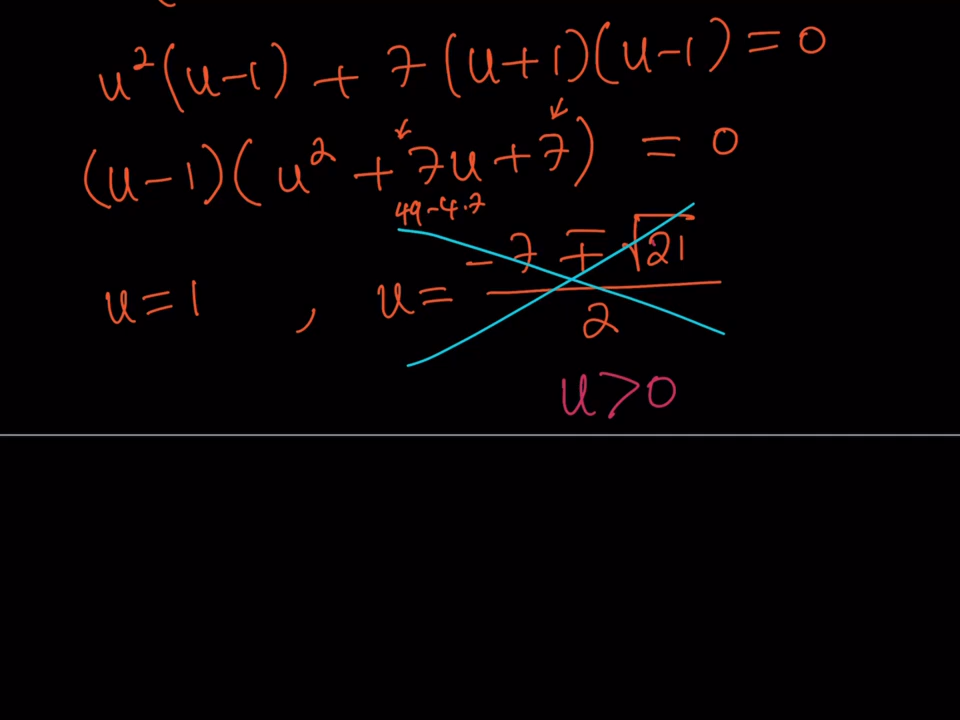 u²(u-1) + 7(u+1)(u-1) = 0
(u-1)(u² + 7u + 7) = 0
49-4.7
u = 1 , u = (-7 ∓ √21)/2
u > 0